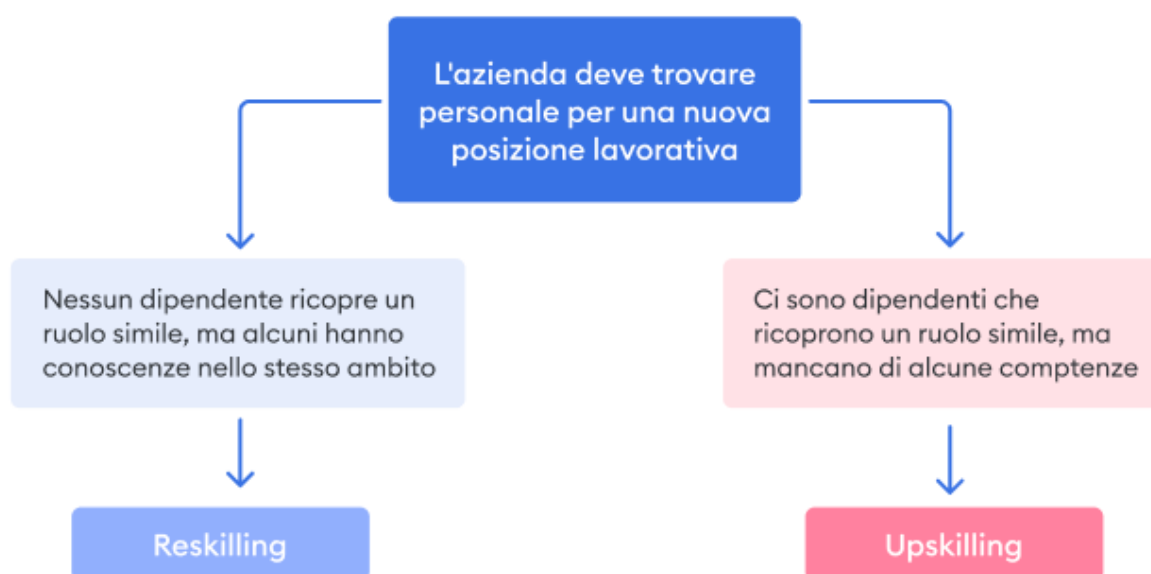 L'azienda deve trovare
personale per una nuova
posizione lavorativa
Nessun dipendente ricopre un
ruolo simile, ma alcuni hanno
conoscenze nello stesso ambito
Ci sono dipendenti che
ricoprono un ruolo simile, ma
mancano di alcune comptenze
Reskilling
Upskilling